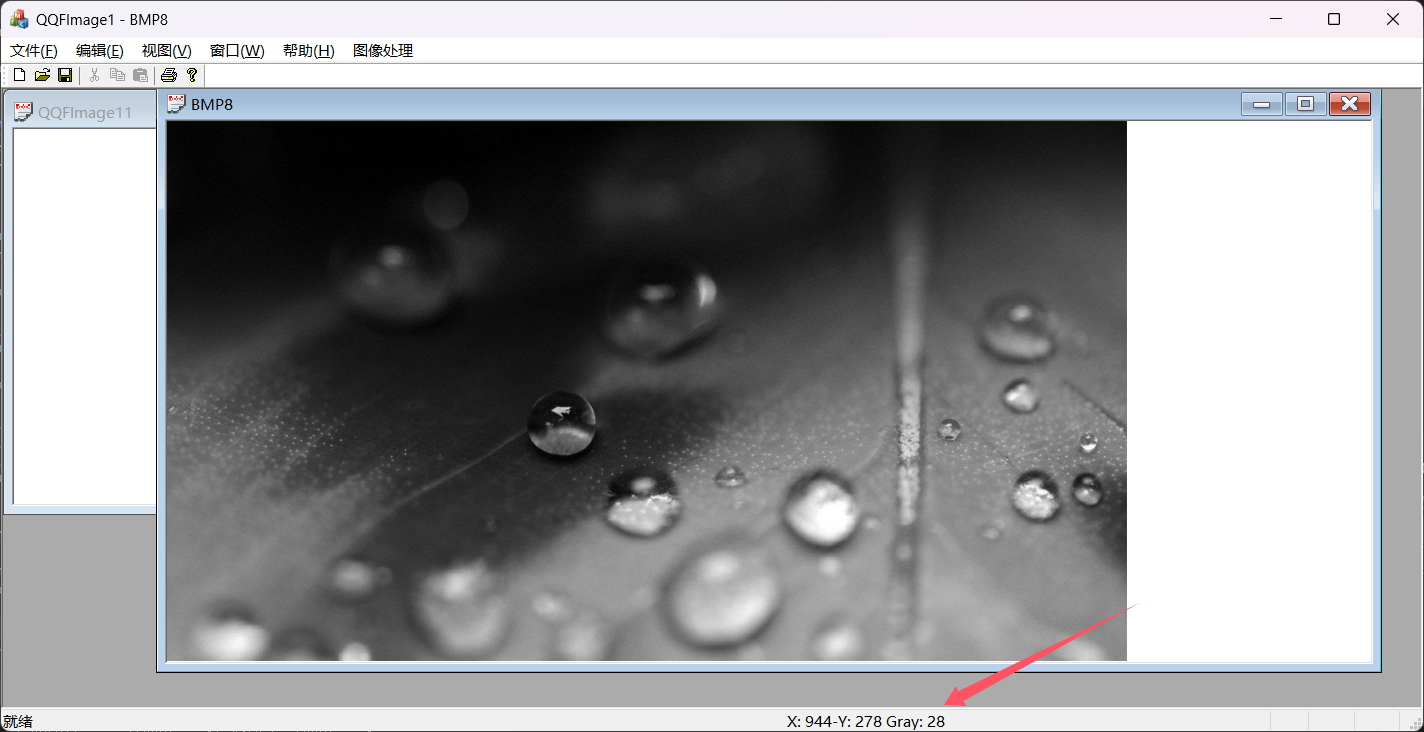 QQFImage1 - BMP8
文件(F) 编辑(E) 视图(V) 窗口(W) 帮助(H) 图像处理
QQFImage11
BMP8
就绪
X: 944-Y: 278 Gray: 28